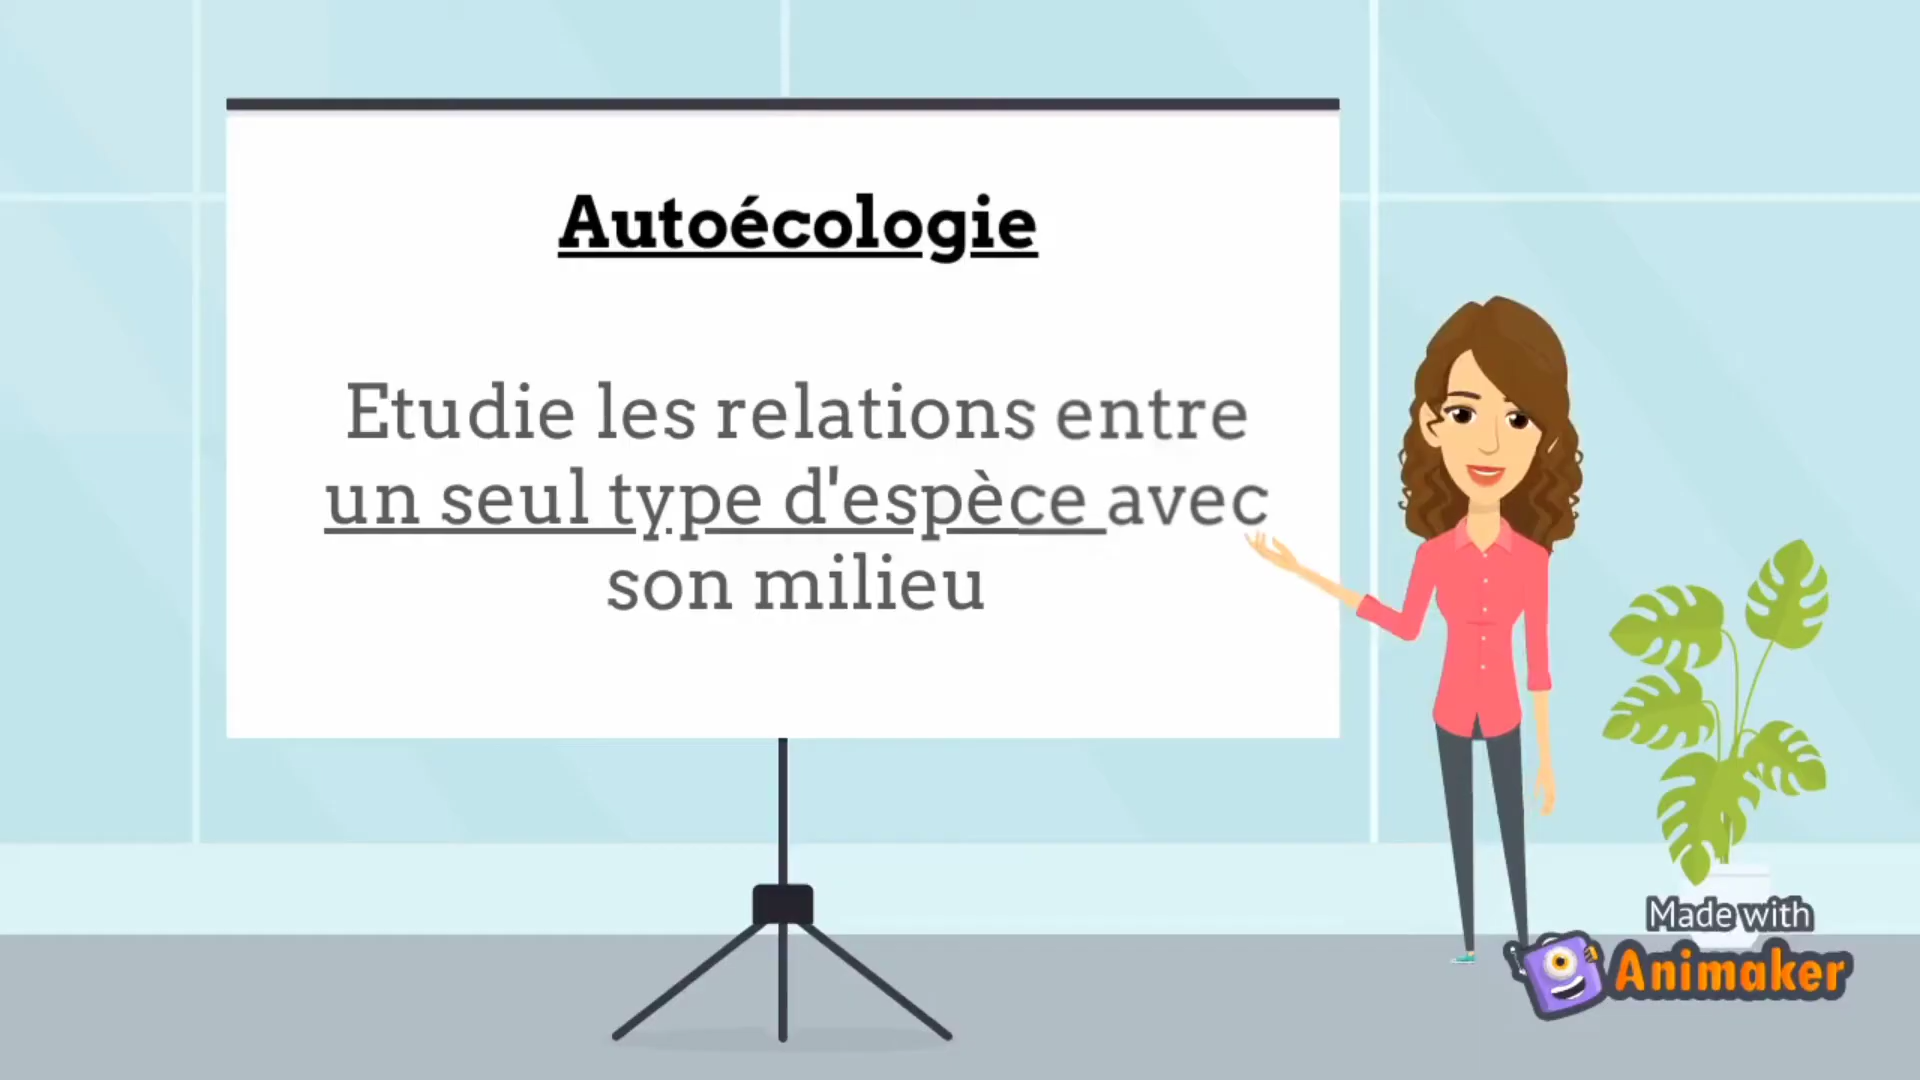 Autoécologie
Etudie les relations entre
un seul type d'espèce avec
son milieu
Made with
Animaker